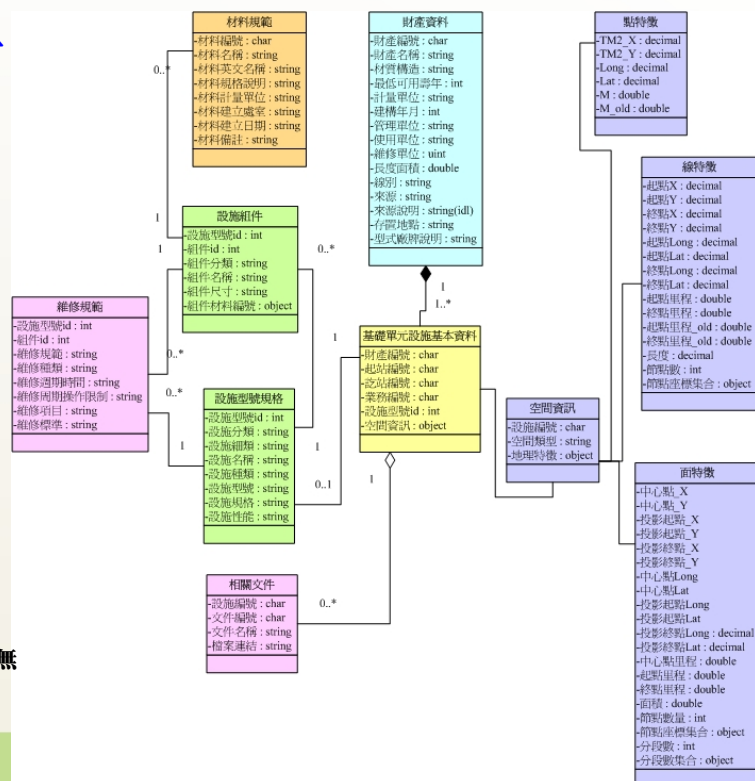 材料規範
-材料編號 : char
-材料名稱 : string
-材料英文名稱 : string
-材料規格說明 : string
-材料計量單位 : string
-材料建立處室 : string
-材料建立日期 : string
-材料備註 : string
0..*
1
財產資料
-財產編號 : char
-財產名稱 : string
-材質構造 : string
-最低可用壽年 : int
-計量單位 : string
-建構年月 : int
-管理單位 : string
-使用單位 : string
-維修單位 : uint
-長度面積 : double
-線別 : string
-來源 : string
-來源說明 : string(idl)
-存置地點 : string
-型式廠牌說明 : string
1
1..*
點特徵
-TM2_X : decimal
-TM2_Y : decimal
-Long : decimal
-Lat : decimal
-M : double
-M_old : double
線特徵
-起點X : decimal
-起點Y : decimal
-終點X : decimal
-終點Y : decimal
-起點Long : decimal
-起點Lat : decimal
-終點Long : decimal
-終點Lat : decimal
-起點里程 : double
-終點里程 : double
-起點里程_old : double
-終點里程_old : double
-長度 : decimal
-節點數 : int
-節點座標集合 : object
設施組件
-設施型號id : int
-組件id : int
-組件分類 : string
-組件名稱 : string
-組件尺寸 : string
-組件材料編號 : object
1
0..*
0..*
1
維修規範
-設施型號id : int
-組件id : int
-維修規範 : string
-維修種類 : string
-維修週期時間 : string
-維修周期操作限制 : string
-維修項目 : string
-維修標準 : string
0..*
1
基礎單元設施基本資料
-財產編號 : char
-起站編號 : char
-訖站編號 : char
-業務編號 : char
-設施型號id : int
-空間資訊 : object
1
設施型號規格
-設施型號id : int
-設施分類 : string
-設施細類 : string
-設施名稱 : string
-設施種類 : string
-設施型號 : string
-設施規格 : string
-設施性能 : string
1
0..1
空間資訊
-設施編號 : char
-空間類型 : string
-地理特徵 : object
面特徵
-中心點_X
-中心點_Y
-投影起點_X
-投影起點_Y
-投影終點_X
-投影終點_Y
-中心點Long
-中心點Lat
-投影起點Long
-投影起點Lat
-投影終點Long : decimal
-投影終點Lat : decimal
-中心點里程 : double
-起點里程 : double
-終點里程 : double
-面積 : double
-節點數量 : int
-節點座標集合 : object
-分段數 : int
-分段數集合 : object
相關文件
-設施編號 : char
-文件編號 : char
-文件名稱 : string
-檔案連結 : string
0..*
無